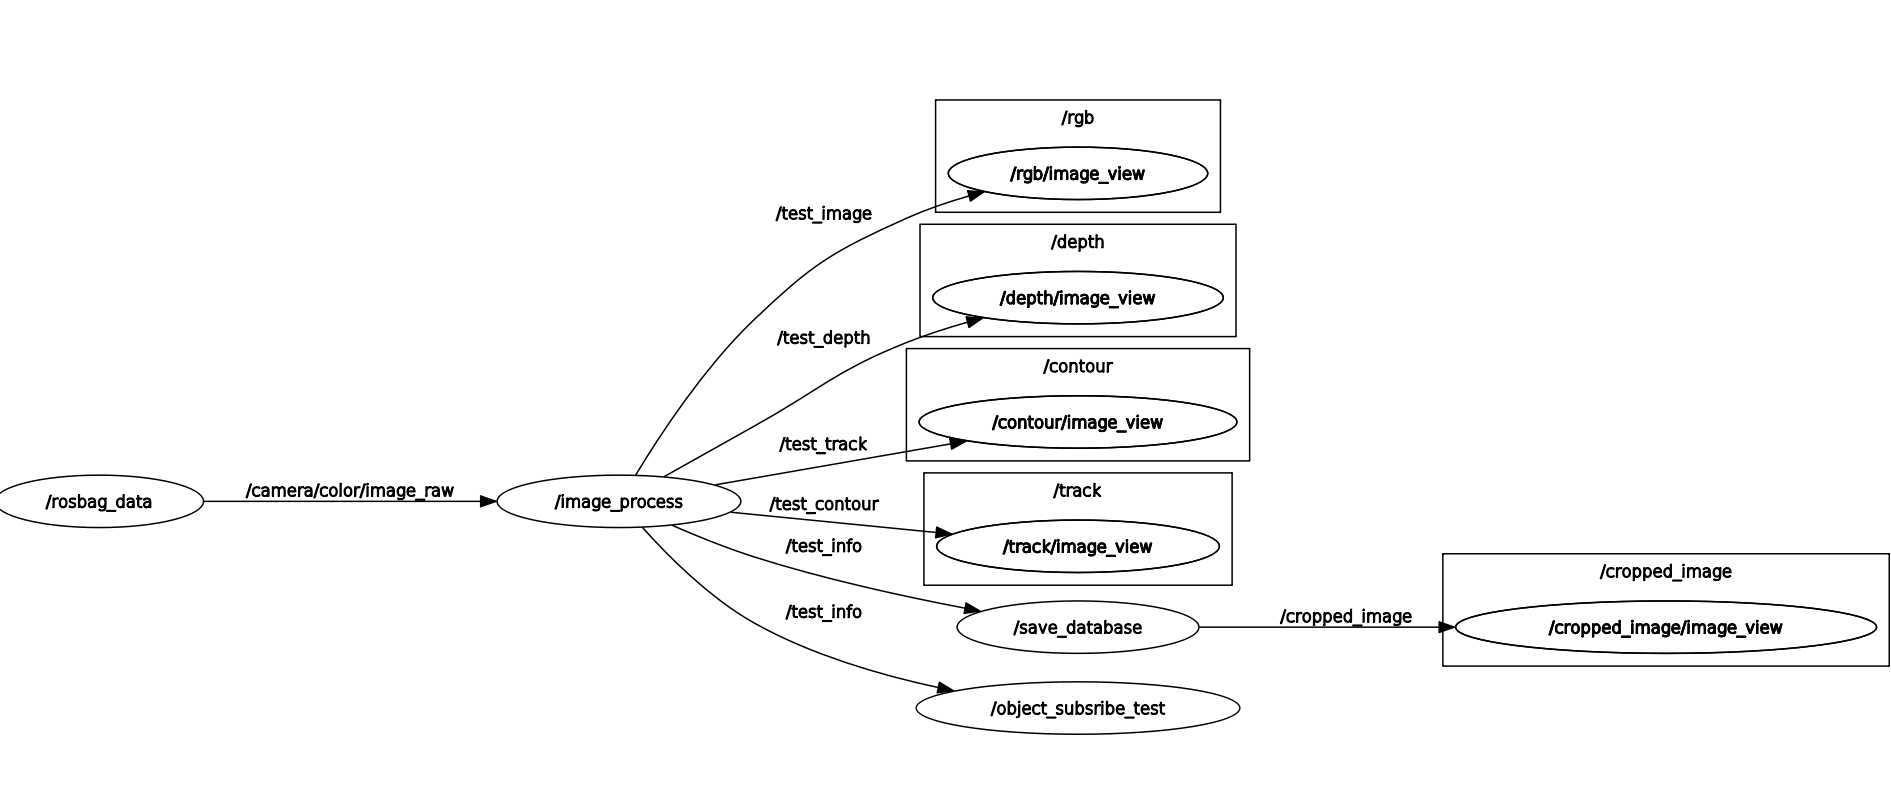 /rgb
/rgb/image_view
/test_image
/depth
/depth/image_view
/test_depth
/contour
/contour/image_view
/test_track
/track
/rosbag_data
/camera/color/image_raw
/image_process
/test_contour
/track/image_view
/test_info
/cropped_image
/test_info
/save_database
/cropped_image
/cropped_image/image_view
/object_subsribe_test